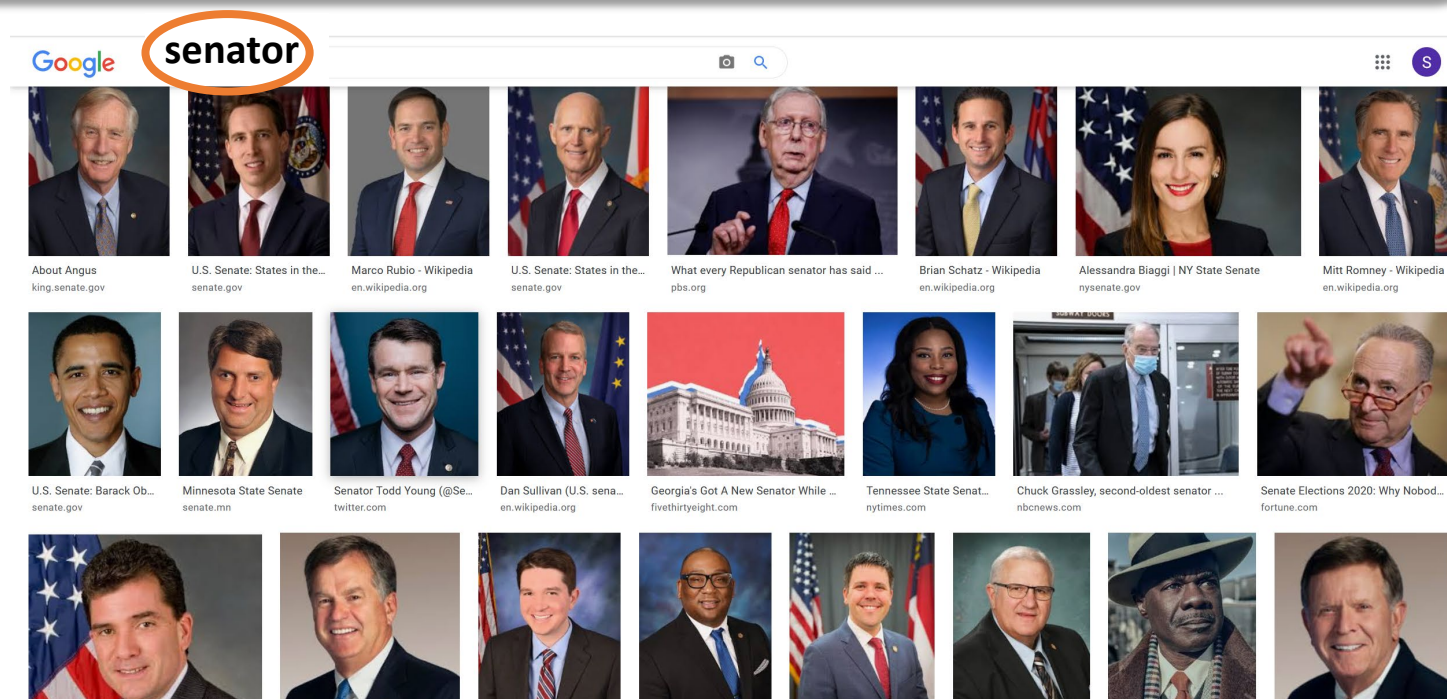 Google
senator
S
About Angus
king.senate.gov
U.S. Senate: States in the...
senate.gov
Marco Rubio - Wikipedia
en.wikipedia.org
U.S. Senate: States in the...
senate.gov
What every Republican senator has said ...
pbs.org
Brian Schatz - Wikipedia
en.wikipedia.org
Alessandra Biaggi | NY State Senate
nysenate.gov
Mitt Romney - Wikipedia
en.wikipedia.org
SUBWAY DOORS
U.S. Senate: Barack Ob...
senate.gov
Minnesota State Senate
senate.mn
Senator Todd Young (@Se...
twitter.com
Dan Sullivan (U.S. sena...
en.wikipedia.org
Georgia's Got A New Senator While ...
fivethirtyeight.com
Tennessee State Senat...
nytimes.com
Chuck Grassley, second-oldest senator ...
nbcnews.com
Senate Elections 2020: Why Nobod...
fortune.com